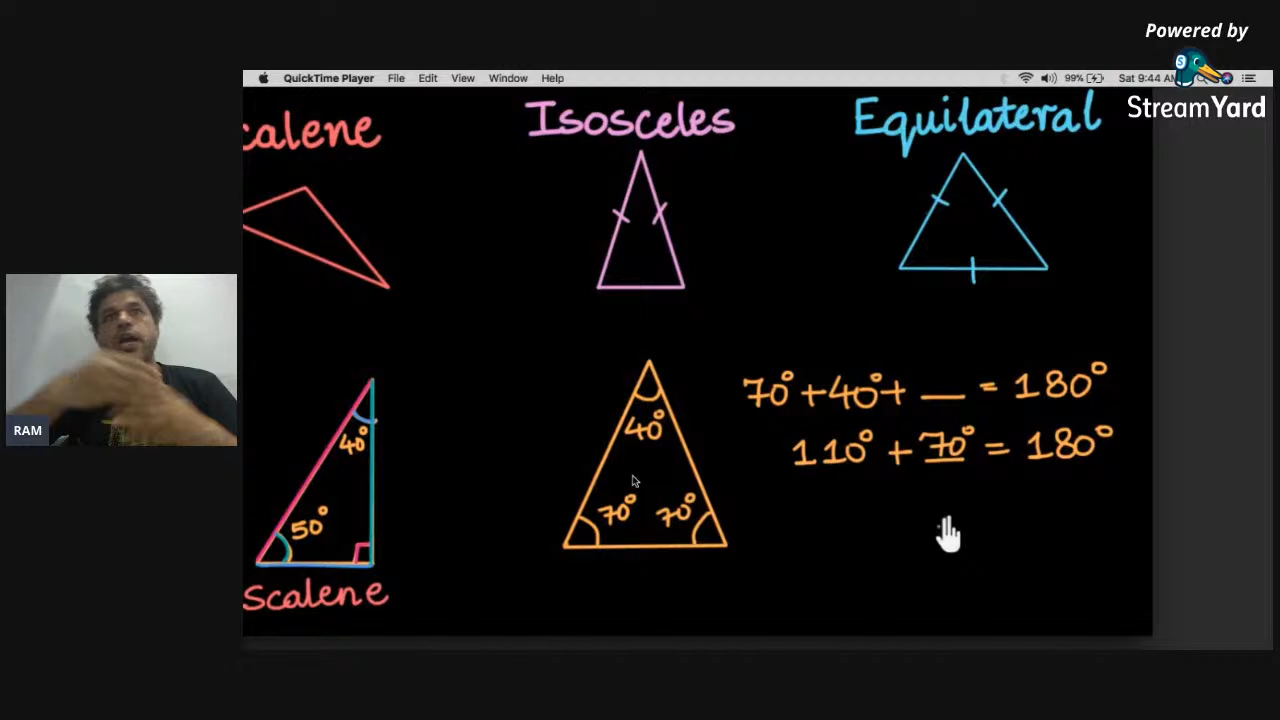 Powered by
StreamYard
QuickTime Player File Edit View Window Help
99% Sat 9:44 AM
calene
Isosceles
Equilateral
70° + 40° + __ = 180°
110° + 70° = 180°
40°
50°
scalene
40°
70° 70°
RAM